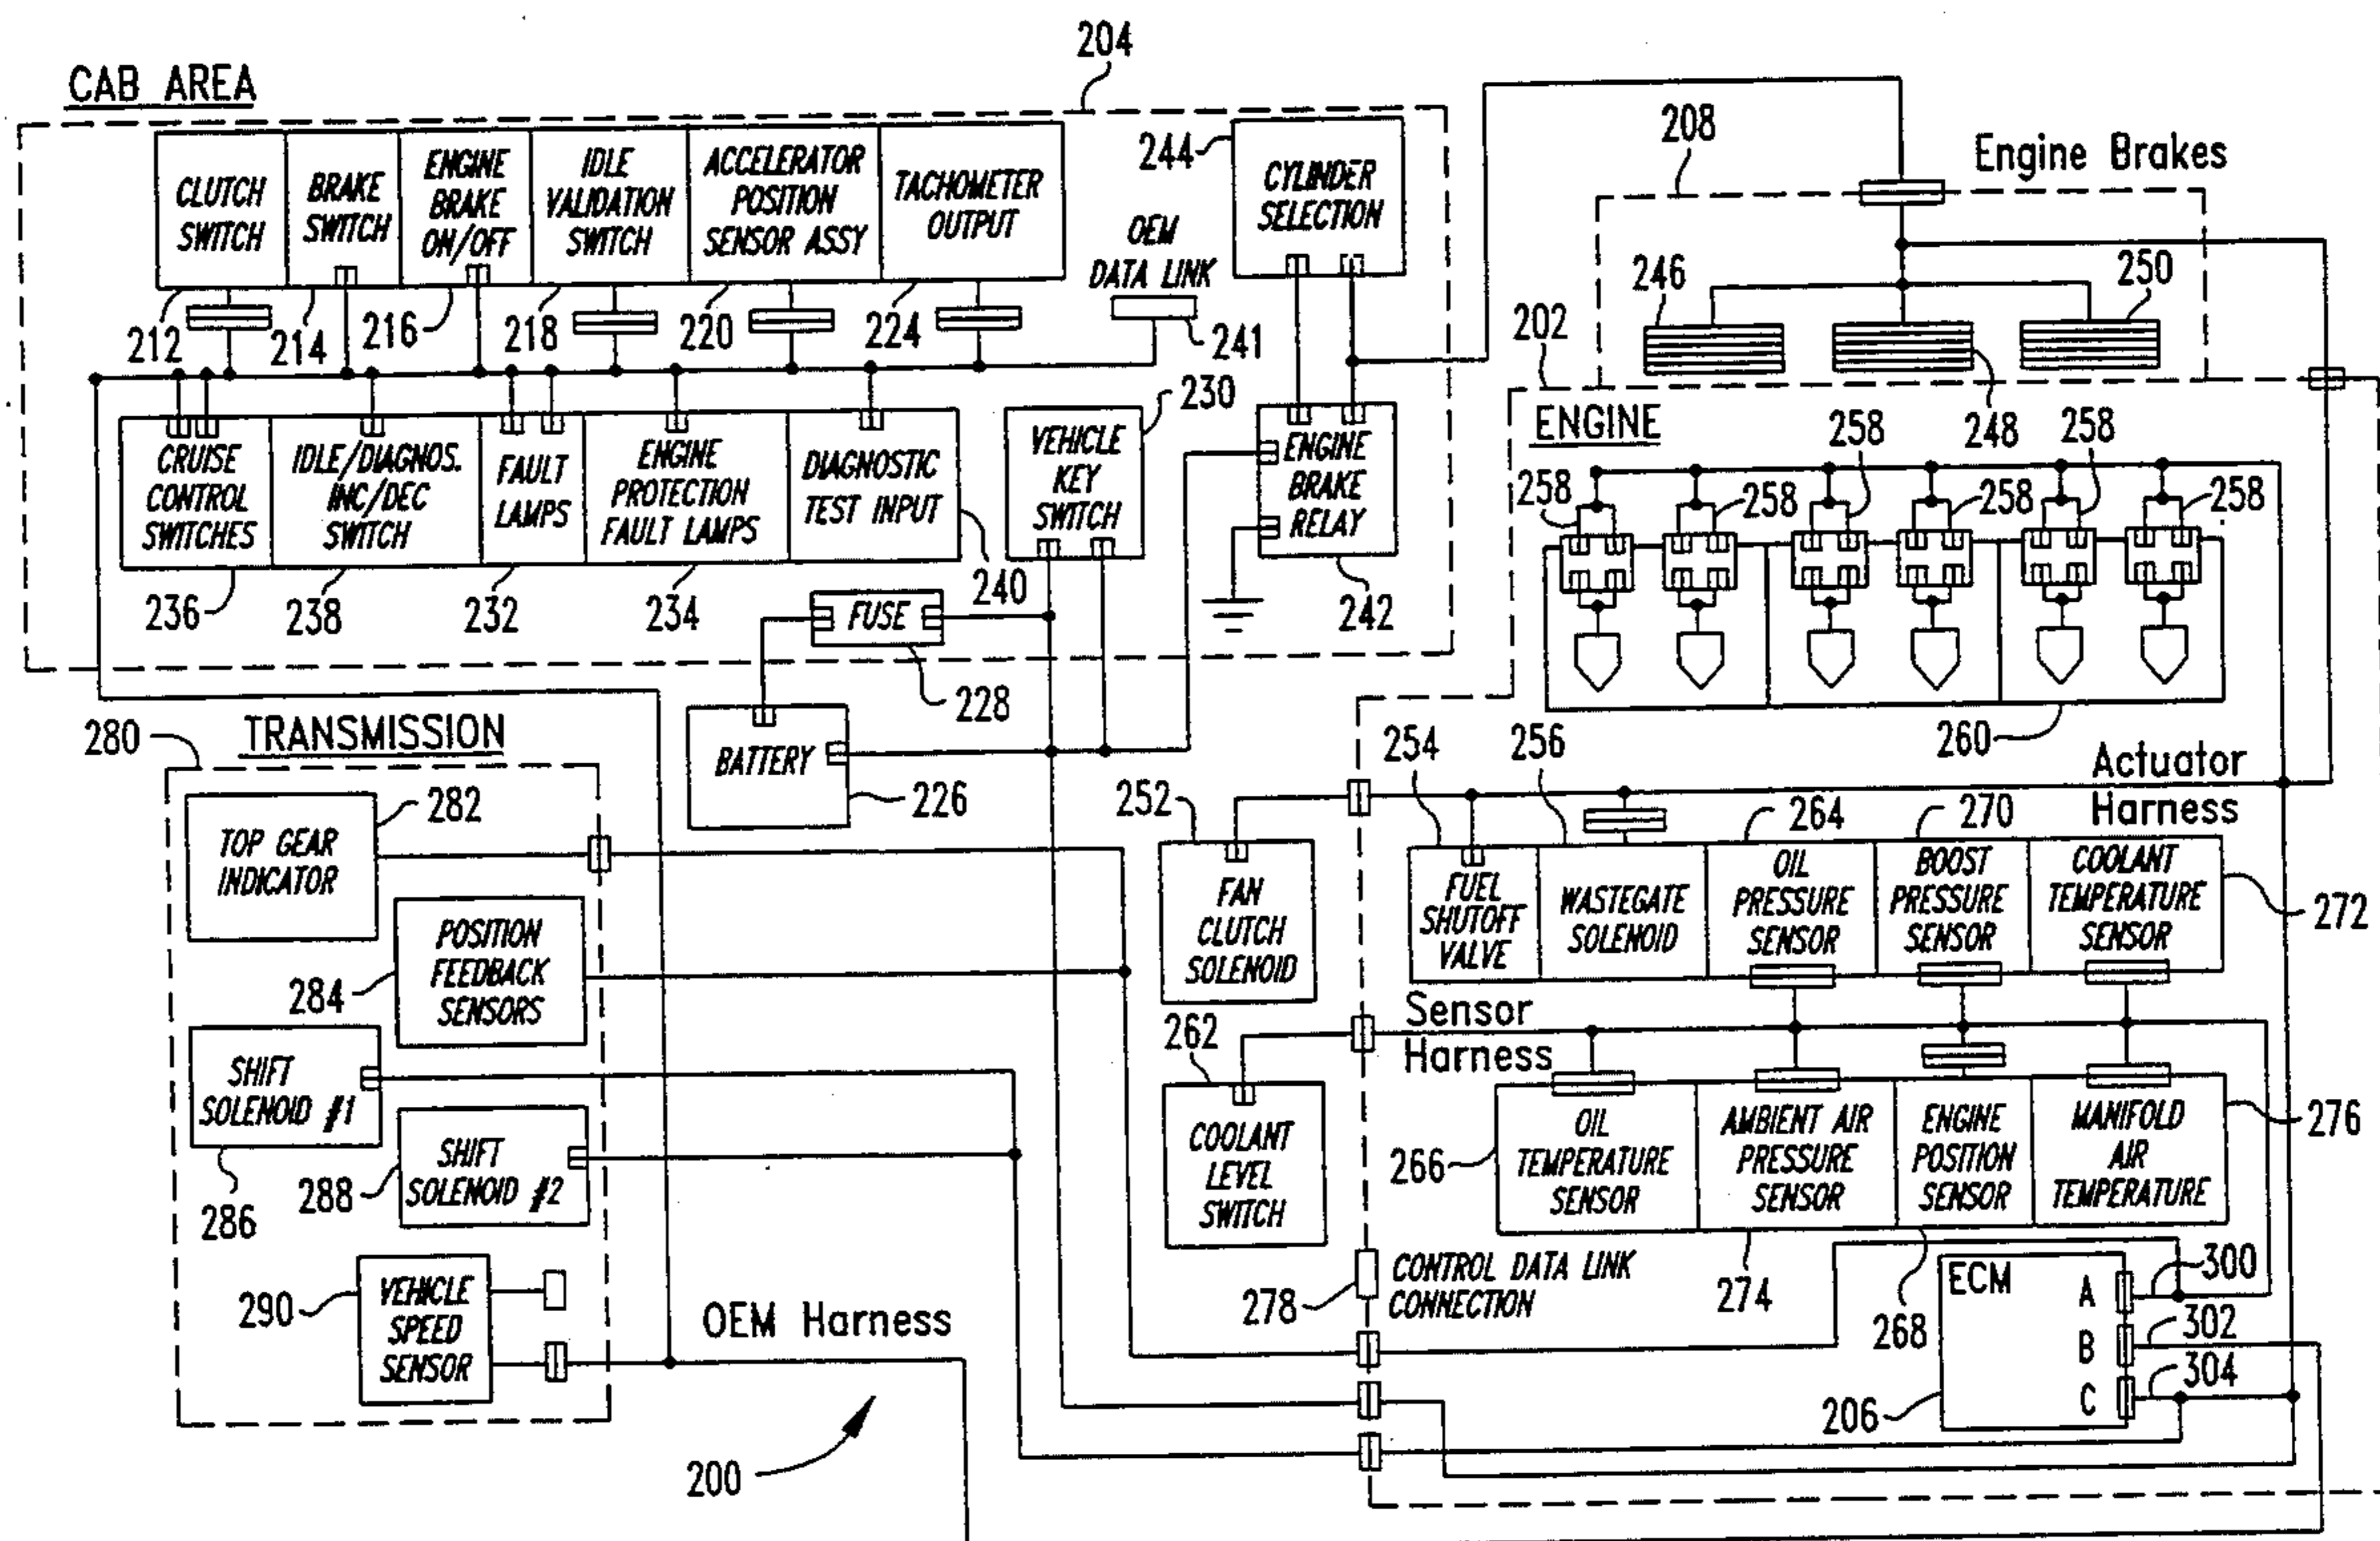 204
CAB AREA
CLUTCH
SWITCH
BRAKE
SWITCH
ENGINE
BRAKE
ON/OFF
IDLE
VALIDATION
SWITCH
ACCELERATOR
POSITION
SENSOR ASSY
TACHOMETER
OUTPUT
OEM
DATA LINK
244
CYLINDER
SELECTION
208
Engine Brakes
212
214
216
218
220
224
241
246
250
202
248
CRUISE
CONTROL
SWITCHES
IDLE/DIAGNOS.
INC/DEC
SWITCH
FAULT
LAMPS
ENGINE
PROTECTION
FAULT LAMPS
DIAGNOSTIC
TEST INPUT
VEHICLE
KEY
SWITCH
230
ENGINE
BRAKE
RELAY
ENGINE
258
258
258
258
258
258
236
238
232
234
240
FUSE
242
228
260
280
TRANSMISSION
BATTERY
226
254
256
Actuator
Harness
282
TOP GEAR
INDICATOR
252
FAN
CLUTCH
SOLENOID
264
270
FUEL
SHUTOFF
VALVE
WASTEGATE
SOLENOID
OIL
PRESSURE
SENSOR
BOOST
PRESSURE
SENSOR
COOLANT
TEMPERATURE
SENSOR
272
284
POSITION
FEEDBACK
SENSORS
Sensor
Harness
262
COOLANT
LEVEL
SWITCH
SHIFT
SOLENOID #1
286
288
SHIFT
SOLENOID #2
266
OIL
TEMPERATURE
SENSOR
AMBIENT AIR
PRESSURE
SENSOR
ENGINE
POSITION
SENSOR
MANIFOLD
AIR
TEMPERATURE
276
290
VEHICLE
SPEED
SENSOR
OEM Harness
278
CONTROL DATA LINK
CONNECTION
274
268
ECM
A
B
C
300
302
304
206
200